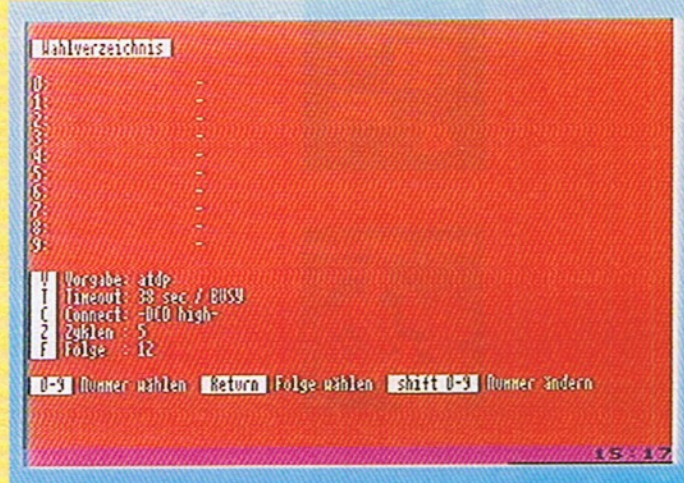 Wahlverzeichnis
0: -
1: -
2: -
3: -
4: -
5: -
6: -
7: -
8: -
9: -
V Vorgabe: atdp
T Timeout: 38 sec / BUSY
C Connect: -DCD high-
Z Zyklen : 5
F Folge : 12
0-9 Nummer wählen Return Folge wählen shift 0-9 Nummer ändern
15:17